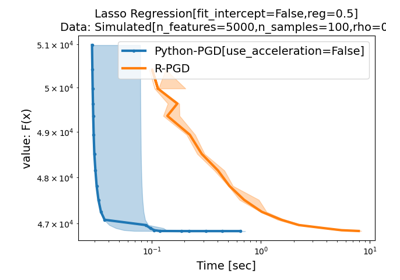 Lasso Regression[fit_intercept=False,reg=0.5]
Data: Simulated[n_features=5000,n_samples=100,rho=0
5.1 × 10⁴
5 × 10⁴
4.9 × 10⁴
4.8 × 10⁴
4.7 × 10⁴
value: F(x)
Python-PGD[use_acceleration=False]
R-PGD
10⁻¹
10⁰
10¹
Time [sec]